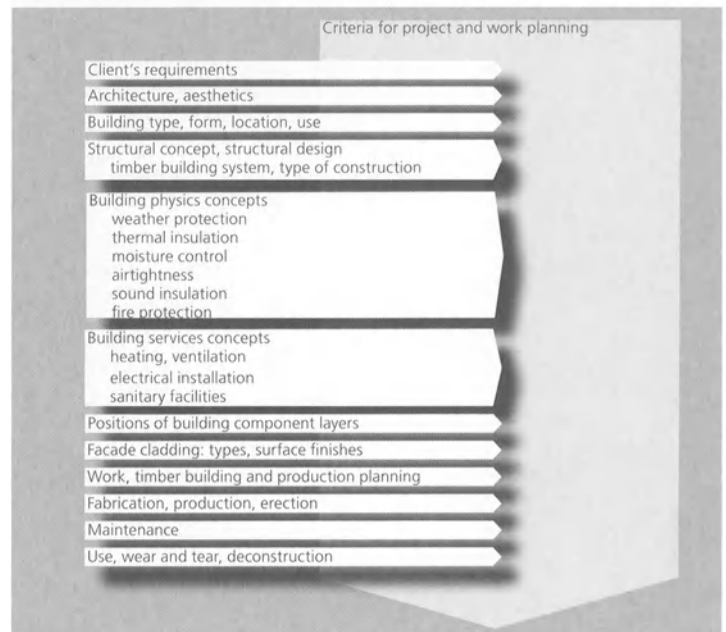 Criteria for project and work planning
Client's requirements
Architecture, aesthetics
Building type, form, location, use
Structural concept, structural design
timber building system, type of construction
Building physics concepts
weather protection
thermal insulation
moisture control
airtightness
sound insulation
fire protection
Building services concepts
heating, ventilation
electrical installation
sanitary facilities
Positions of building component layers
Facade cladding: types, surface finishes
Work, timber building and production planning
Fabrication, production, erection
Maintenance
Use, wear and tear, deconstruction